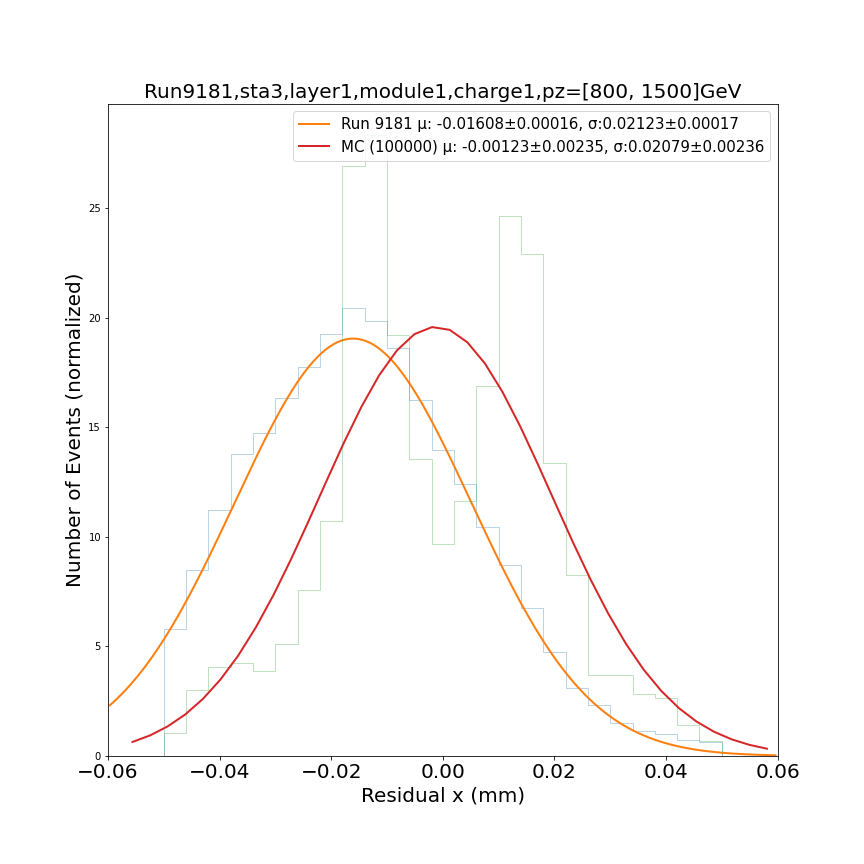 Run9181,sta3,layer1,module1,charge1,pz=[800, 1500]GeV
Run 9181 μ: -0.01608±0.00016, σ:0.02123±0.00017
MC (100000) μ: -0.00123±0.00235, σ:0.02079±0.00236
Number of Events (normalized)
25
20
15
10
5
0
−0.06 −0.04 −0.02 0.00 0.02 0.04 0.06
Residual x (mm)